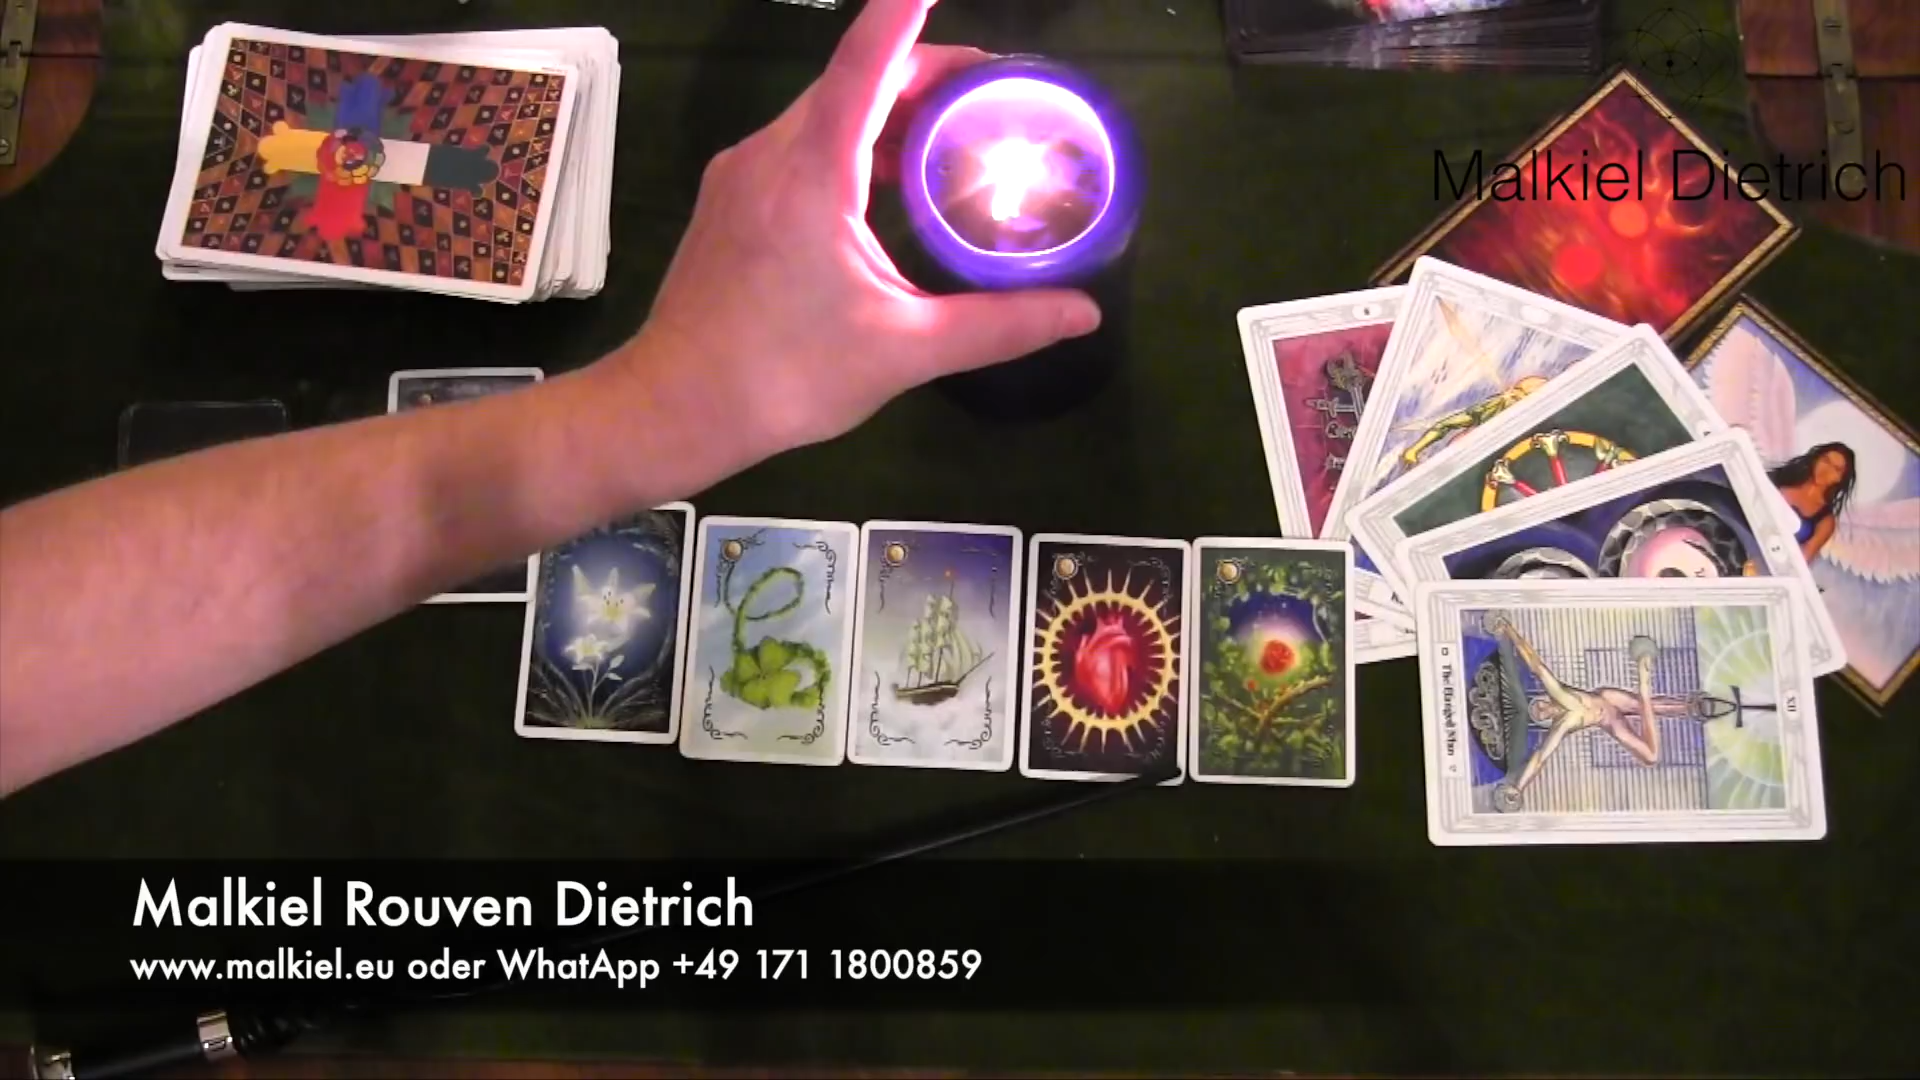 Malkiel Dietrich
XII
The Hanged Man
Malkiel Rouven Dietrich
www.malkiel.eu oder WhatApp +49 171 1800859